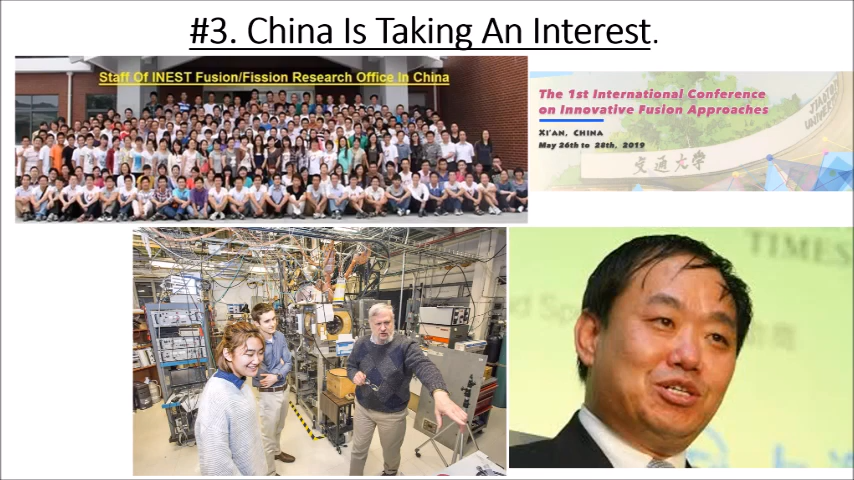 #3. China Is Taking An Interest.
Staff Of INEST Fusion/Fission Research Office In China
The 1st International Conference
on Innovative Fusion Approaches
XI'AN, CHINA
May 26th to 28th, 2019
交通大学
TIMES